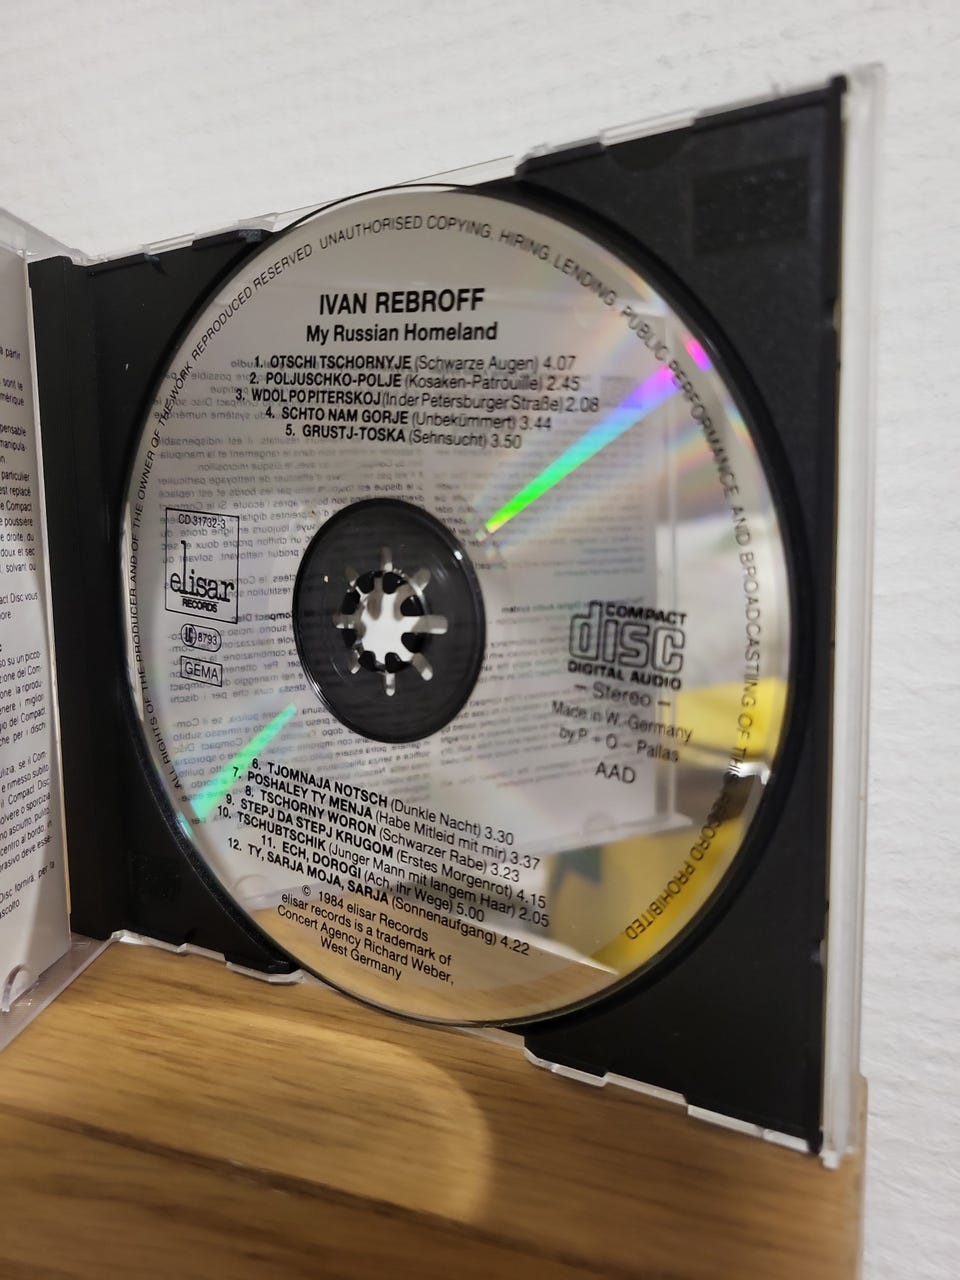 ALL RIGHTS OF THE PRODUCER AND OF THE OWNER OF THE WORK REPRODUCED RESERVED. UNAUTHORISED COPYING, HIRING, LENDING, PUBLIC PERFORMANCE AND BROADCASTING OF THIS RECORD PROHIBITED
IVAN REBROFF
My Russian Homeland
1. OTSCHI TSCHORNYJE (Schwarze Augen) 4.07
2. POLJUSCHKO-POLJE (Kosaken-Patrouille) 2.45
3. WDOL PO PITERSKOJ (In der Petersburger Straße) 2.08
4. SCHTO NAM GORJE (Unbekümmert) 3.44
5. GRUSTJ-TOSKA (Sehnsucht) 3.50
CD 31732-3
elisar
RECORDS
LC 8793
GEMA
COMPACT
disc
DIGITAL AUDIO
– Stereo –
Made in W.-Germany
by P + O – Pallas
AAD
6. TJOMNAJA NOTSCH (Dunkle Nacht) 3.30
7. POSHALEY TY MENJA (Habe Mitleid mit mir) 3.37
8. TSCHORNY WORON (Schwarzer Rabe) 3.23
9. STEPJ DA STEPJ KRUGOM (Erstes Morgenrot) 4.15
10. TSCHUBTSCHIK (Junger Mann mit langem Haar) 2.05
11. ECH, DOROGI (Ach, ihr Wege) 5.00
12. TY, SARJA MOJA, SARJA (Sonnenaufgang) 4.22
© 1984 elisar Records
elisar records is a trademark of
Concert Agency Richard Weber,
West Germany